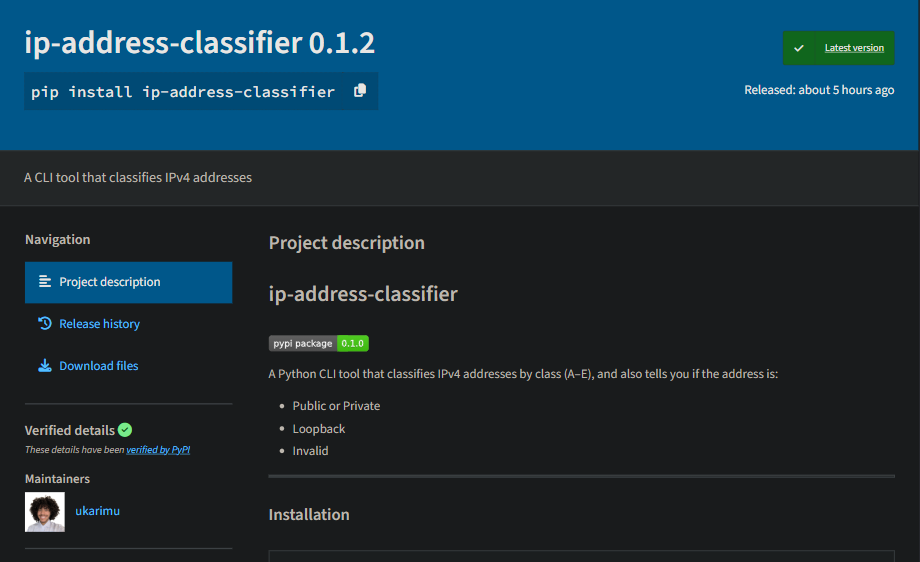 ip-address-classifier 0.1.2
pip install ip-address-classifier
Latest version
Released: about 5 hours ago
A CLI tool that classifies IPv4 addresses
Navigation
Project description
Release history
Download files
Verified details
These details have been verified by PyPI
Maintainers
ukarimu
Project description
ip-address-classifier
pypi package 0.1.0
A Python CLI tool that classifies IPv4 addresses by class (A–E), and also tells you if the address is:
Public or Private
Loopback
Invalid
Installation